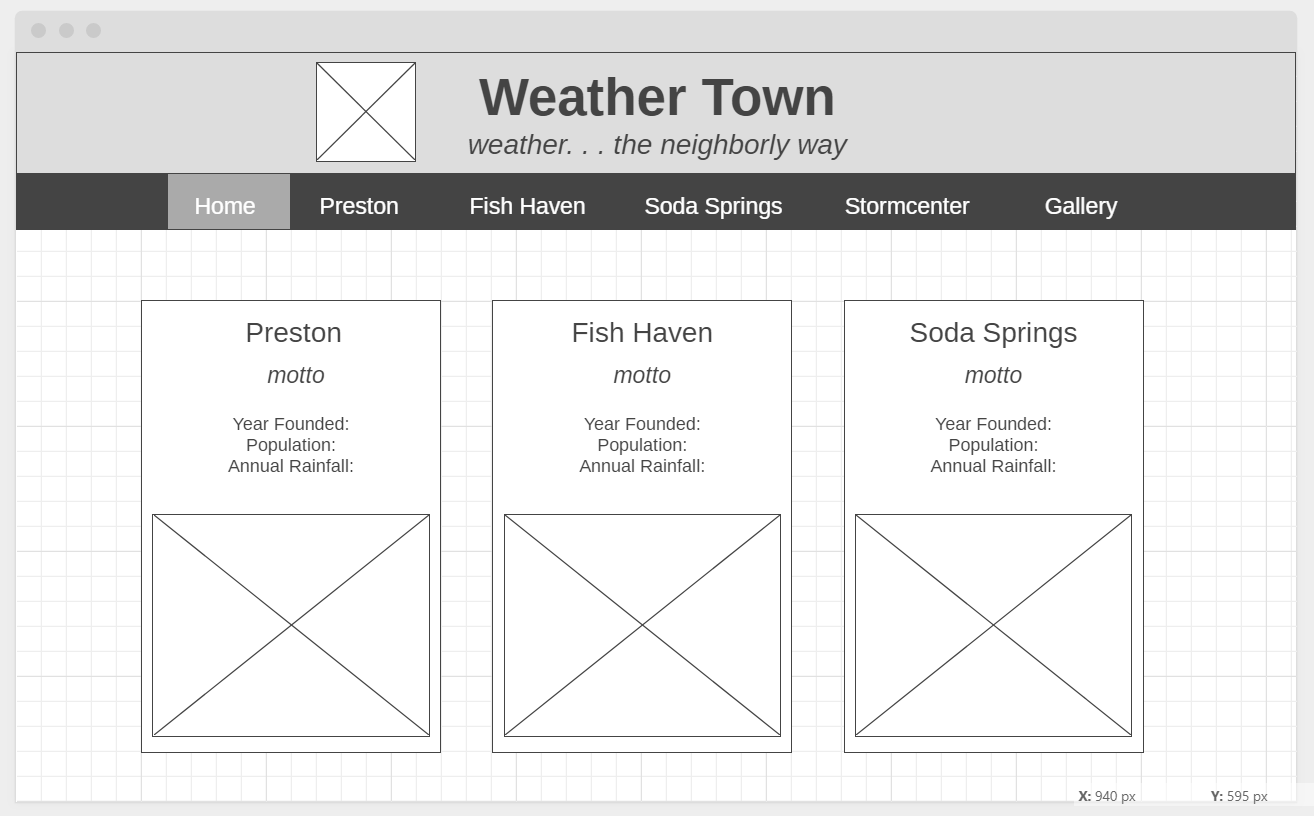 Weather Town
weather. . . the neighborly way
Home Preston Fish Haven Soda Springs Stormcenter Gallery
Preston
motto
Year Founded:
Population:
Annual Rainfall:
Fish Haven
motto
Year Founded:
Population:
Annual Rainfall:
Soda Springs
motto
Year Founded:
Population:
Annual Rainfall:
X: 940 px Y: 595 px